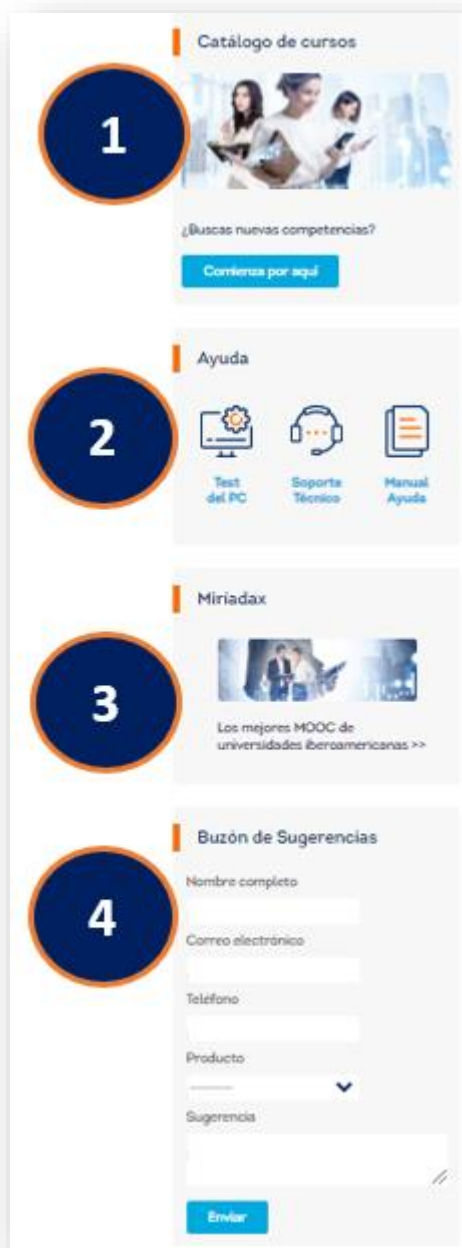 1
Catálogo de cursos
¿Buscas nuevas competencias?
Comienza por aquí
2
Ayuda
Test
del PC
Soporte
Técnico
Manual
Ayuda
3
Miríadax
Los mejores MOOC de
universidades iberoamericanas >>
4
Buzón de Sugerencias
Nombre completo
Correo electrónico
Teléfono
Producto
---------
Sugerencia
Enviar